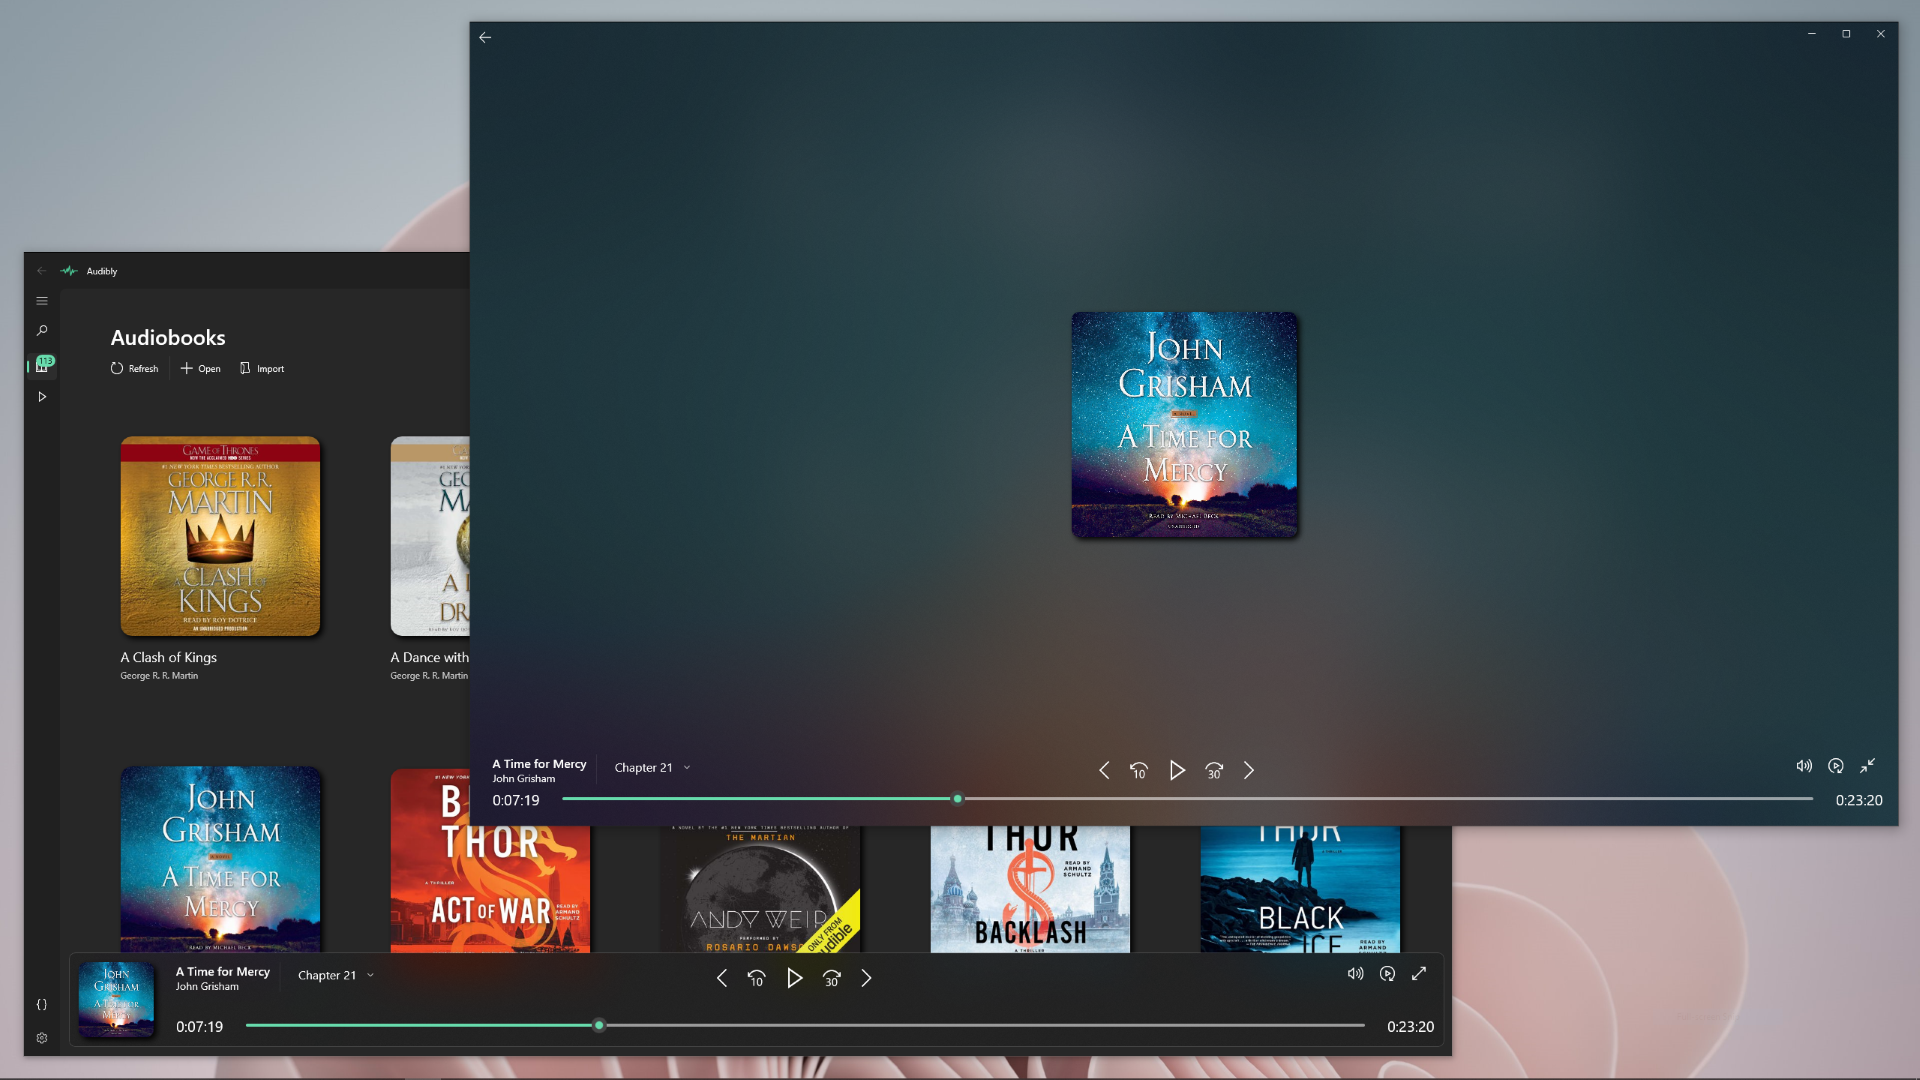 Audibly
113
Audiobooks
Refresh
Open
Import
GAME OF THRONES
NOW THE ACCLAIMED HBO SERIES
#1 NEW YORK TIMES BESTSELLING AUTHOR
GEORGE R.R.
MARTIN
A CLASH OF
KINGS
READ BY ROY DOTRICE
AN UNABRIDGED PRODUCTION
A Clash of Kings
George R. R. Martin
A Dance with
George R. R. Martin
JOHN
GRISHAM
A NOVEL
A TIME FOR
MERCY
READ BY MICHAEL BECK
UNABRIDGED
A Time for Mercy
John Grisham
Chapter 21
10
30
0:07:19
0:23:20
JOHN
GRISHAM
A TIME FOR
MERCY
READ BY MICHAEL BECK
#1 NEW YOR
B
THOR
A THRILLER
ACT OF WAR
READ BY
ARMAND
SCHULTZ
A NOVEL BY THE #1 NEW YORK TIMES BESTSELLING AUTHOR OF
THE MARTIAN
ANDY WEIR
PERFORMED BY
ROSARIO DAWS
ONLY FROM
audible
THOR
READ BY
ARMAND
SCHULTZ
BACKLASH
A THRILLER
THOR
A THRILLER
BLACK
ICE
READ BY
ARMAND
JOHN
GRISHAM
A TIME FOR
MERCY
A Time for Mercy
John Grisham
Chapter 21
10
30
0:07:19
0:23:20